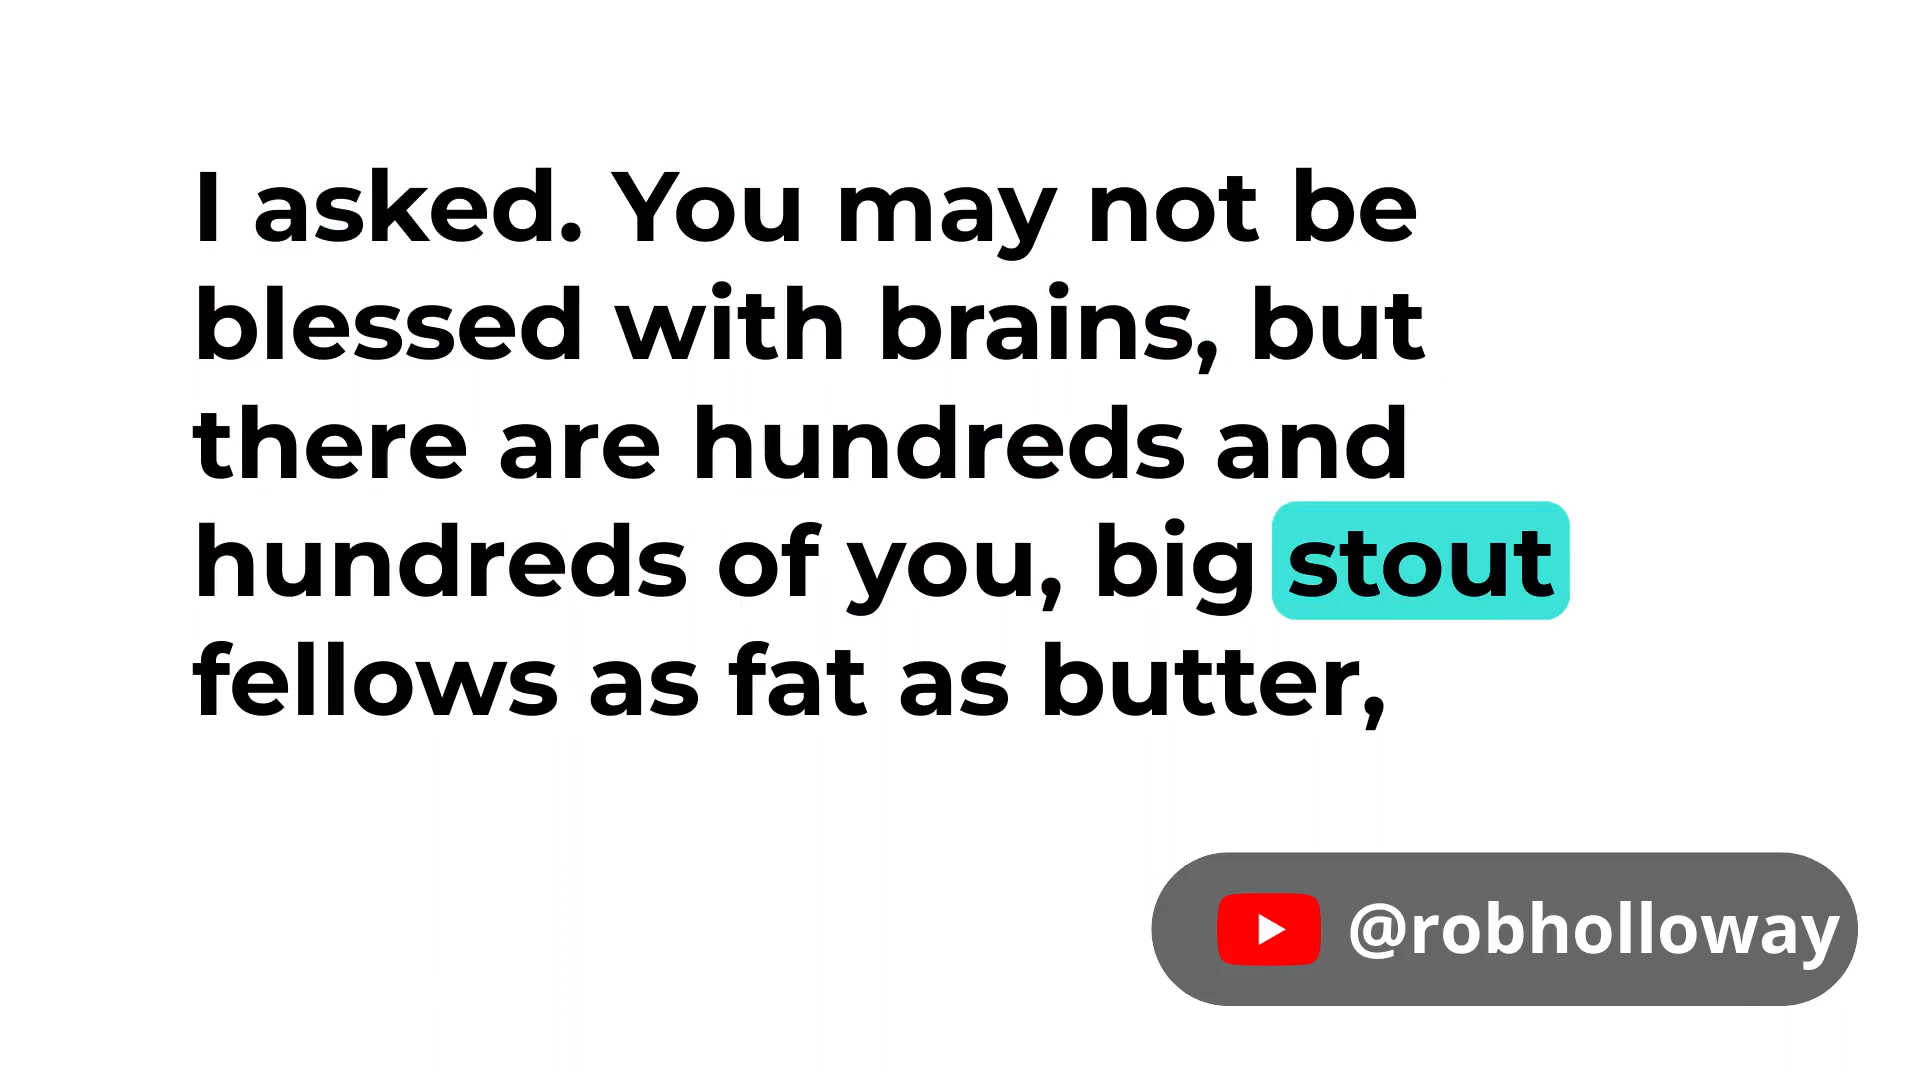 I asked. You may not be
blessed with brains, but
there are hundreds and
hundreds of you, big stout
fellows as fat as butter,
@robholloway